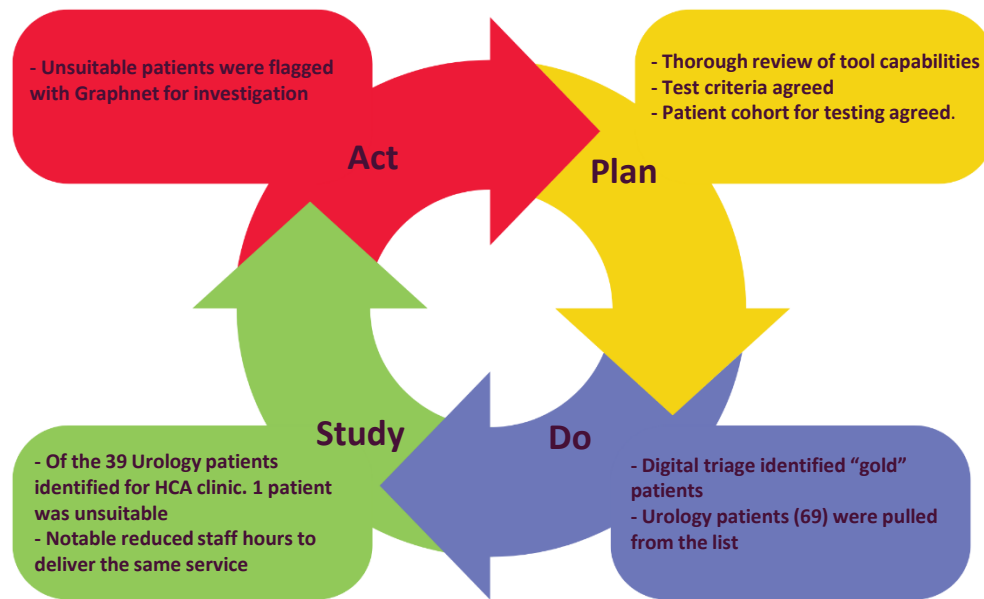 - Unsuitable patients were flagged
with Graphnet for investigation
- Thorough review of tool capabilities
- Test criteria agreed
- Patient cohort for testing agreed.
Act
Plan
Study
Do
- Of the 39 Urology patients
identified for HCA clinic. 1 patient
was unsuitable
- Notable reduced staff hours to
deliver the same service
- Digital triage identified “gold”
patients
- Urology patients (69) were pulled
from the list